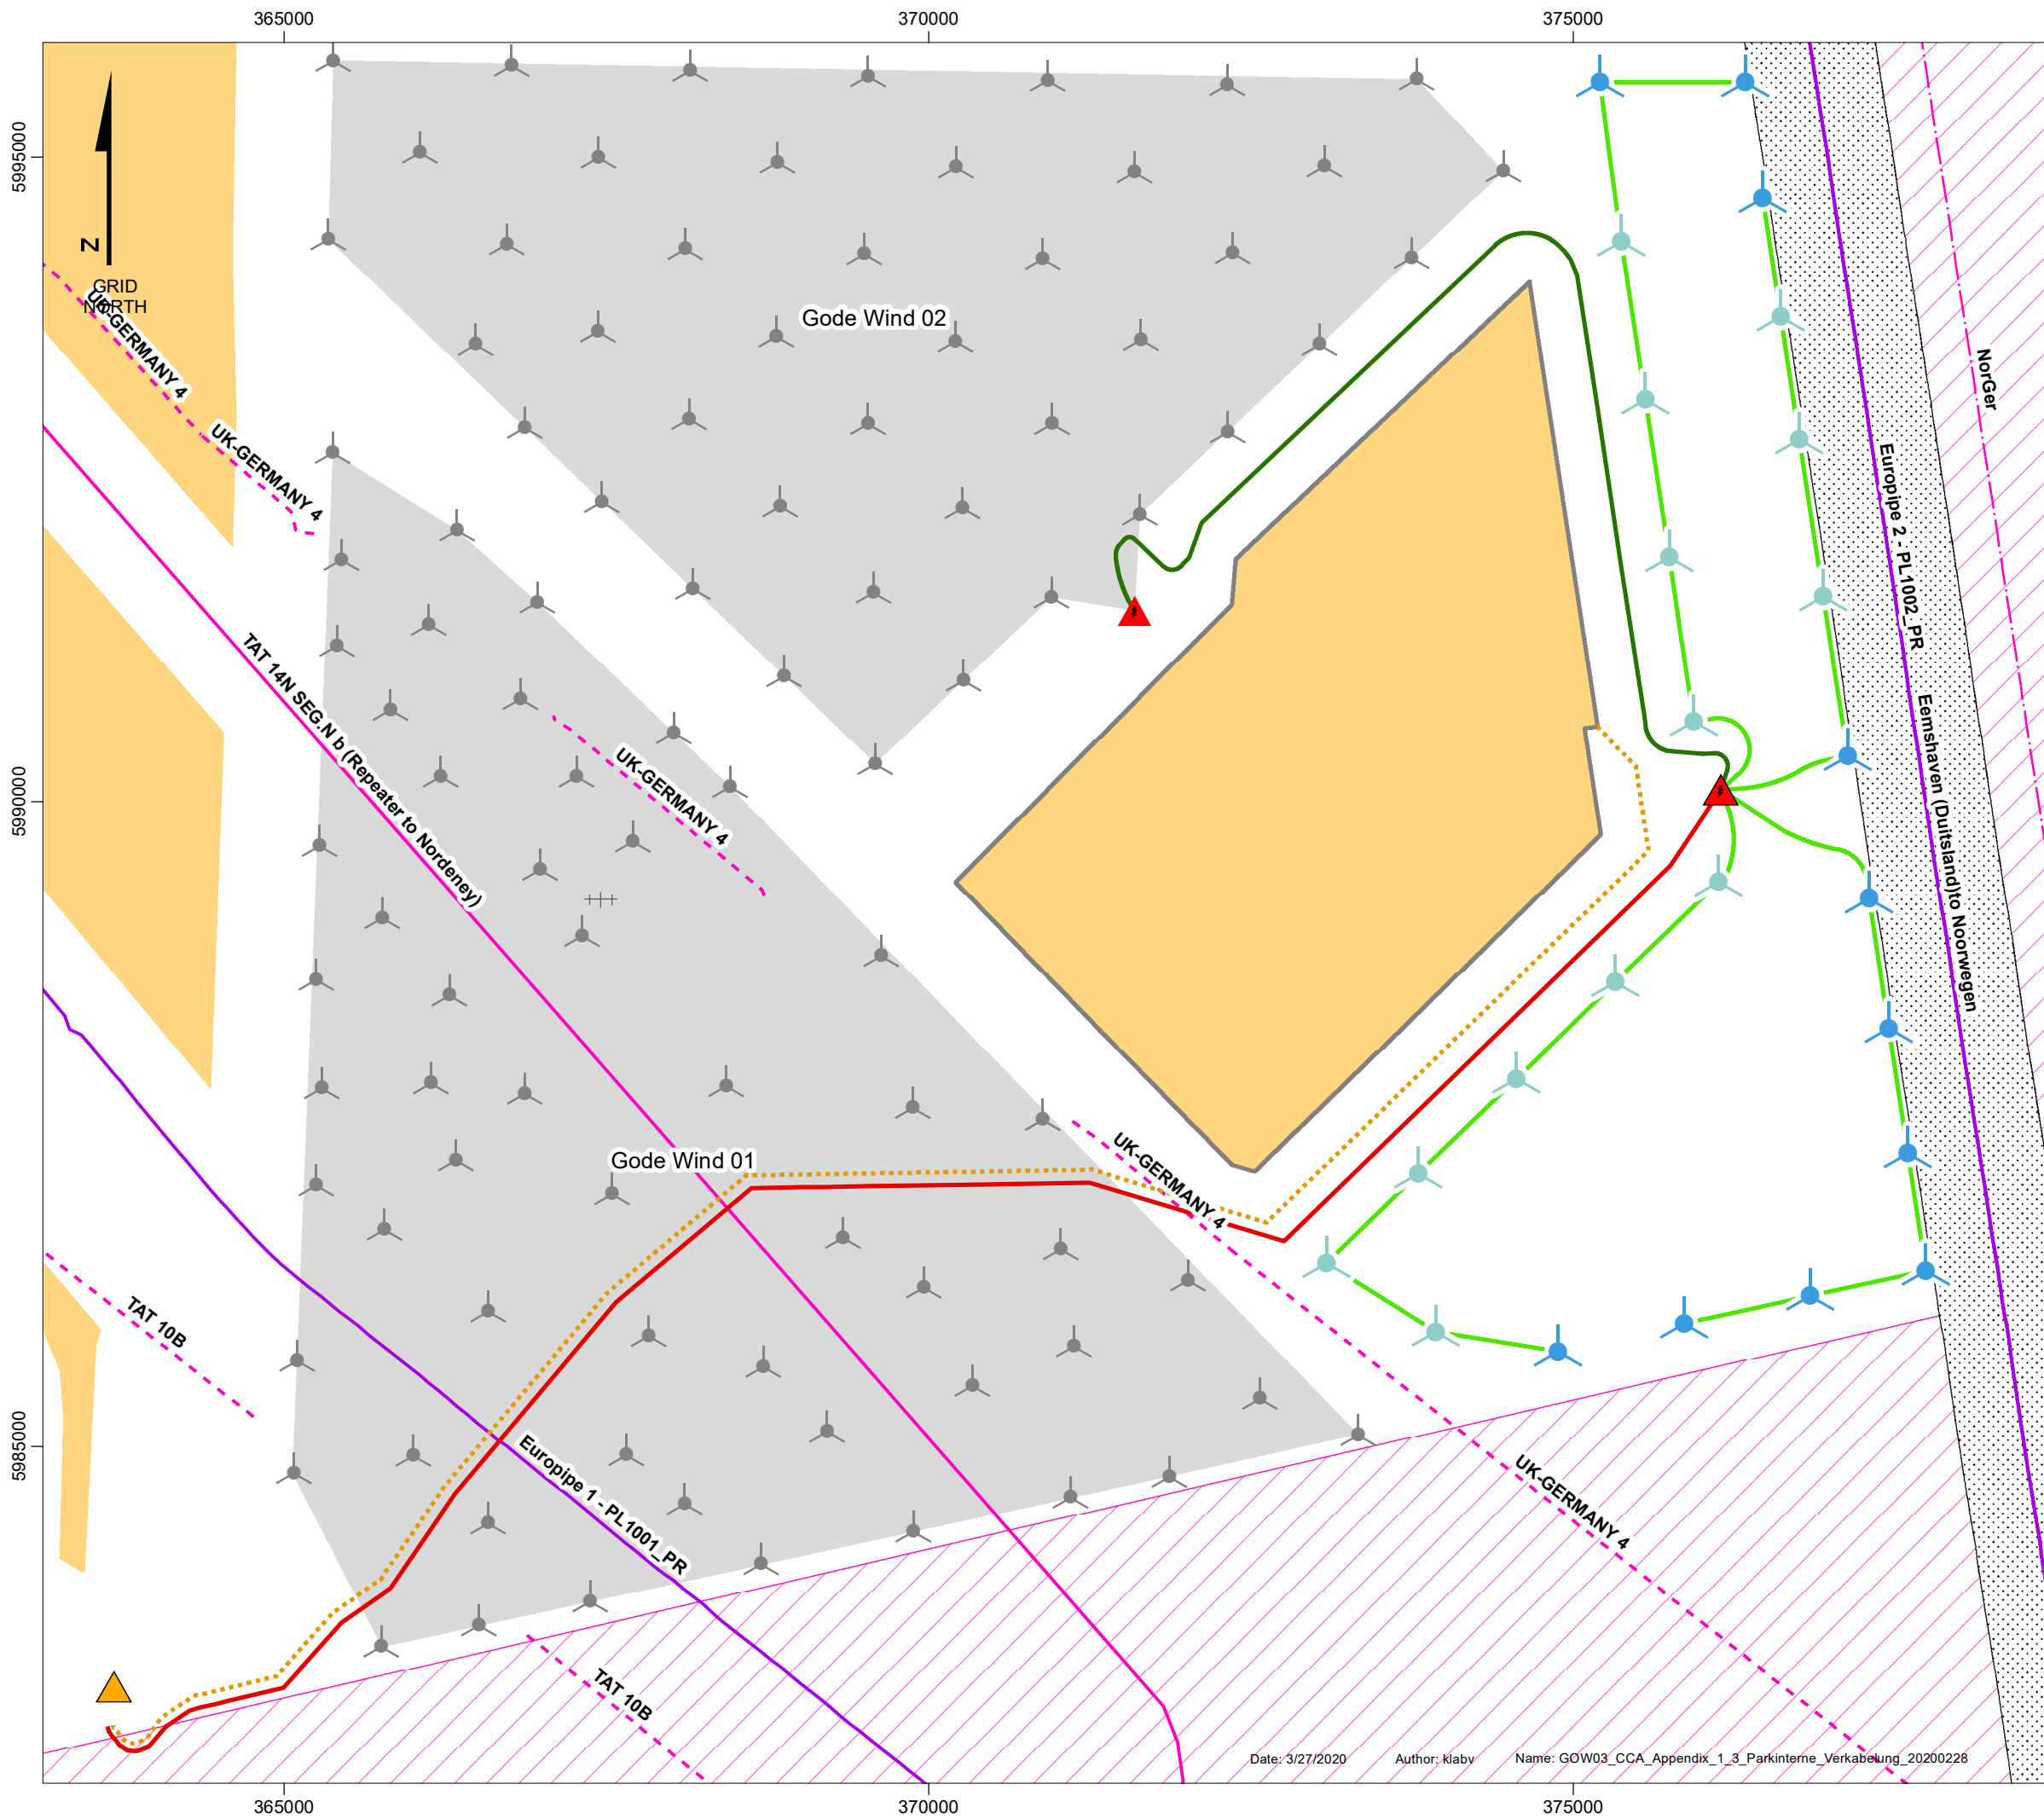 365000
370000
375000
5995000
5990000
5985000
Z
GRID
NORTH
UK-GERMANY 4
UK-GERMANY 4
Gode Wind 02
NorGer
Europipe 2 - PL1002_PR
TAT 14N SEG.N b (Repeater to Nordeney)
UK-GERMANY 4
Eemshaven (Duitsland)to Noorwegen
Gode Wind 01
UK-GERMANY 4
TAT 10B
Europipe 1 - PL1001_PR
UK-GERMANY 4
TAT 10B
Date: 3/27/2020 Author: klabv Name: GOW03_CCA_Appendix_1_3_Parkinterne_Verkabelung_20200228
365000
370000
375000